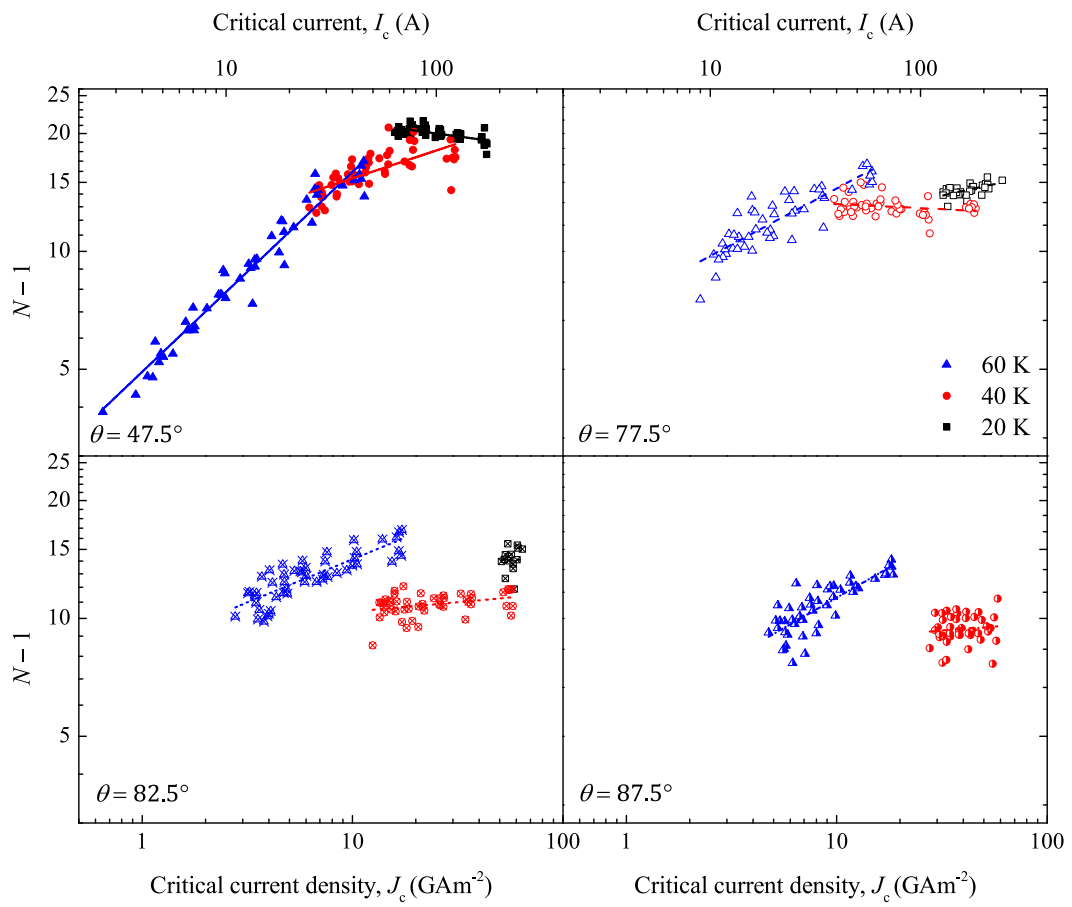 Critical current, I_c (A)
Critical current, I_c (A)
10
100
10
100
25
20
15
10
5
N − 1
θ = 47.5°
θ = 77.5°
60 K
40 K
20 K
25
20
15
10
5
N − 1
θ = 82.5°
θ = 87.5°
1
10
100
1
10
100
Critical current density, J_c (GAm⁻²)
Critical current density, J_c (GAm⁻²)